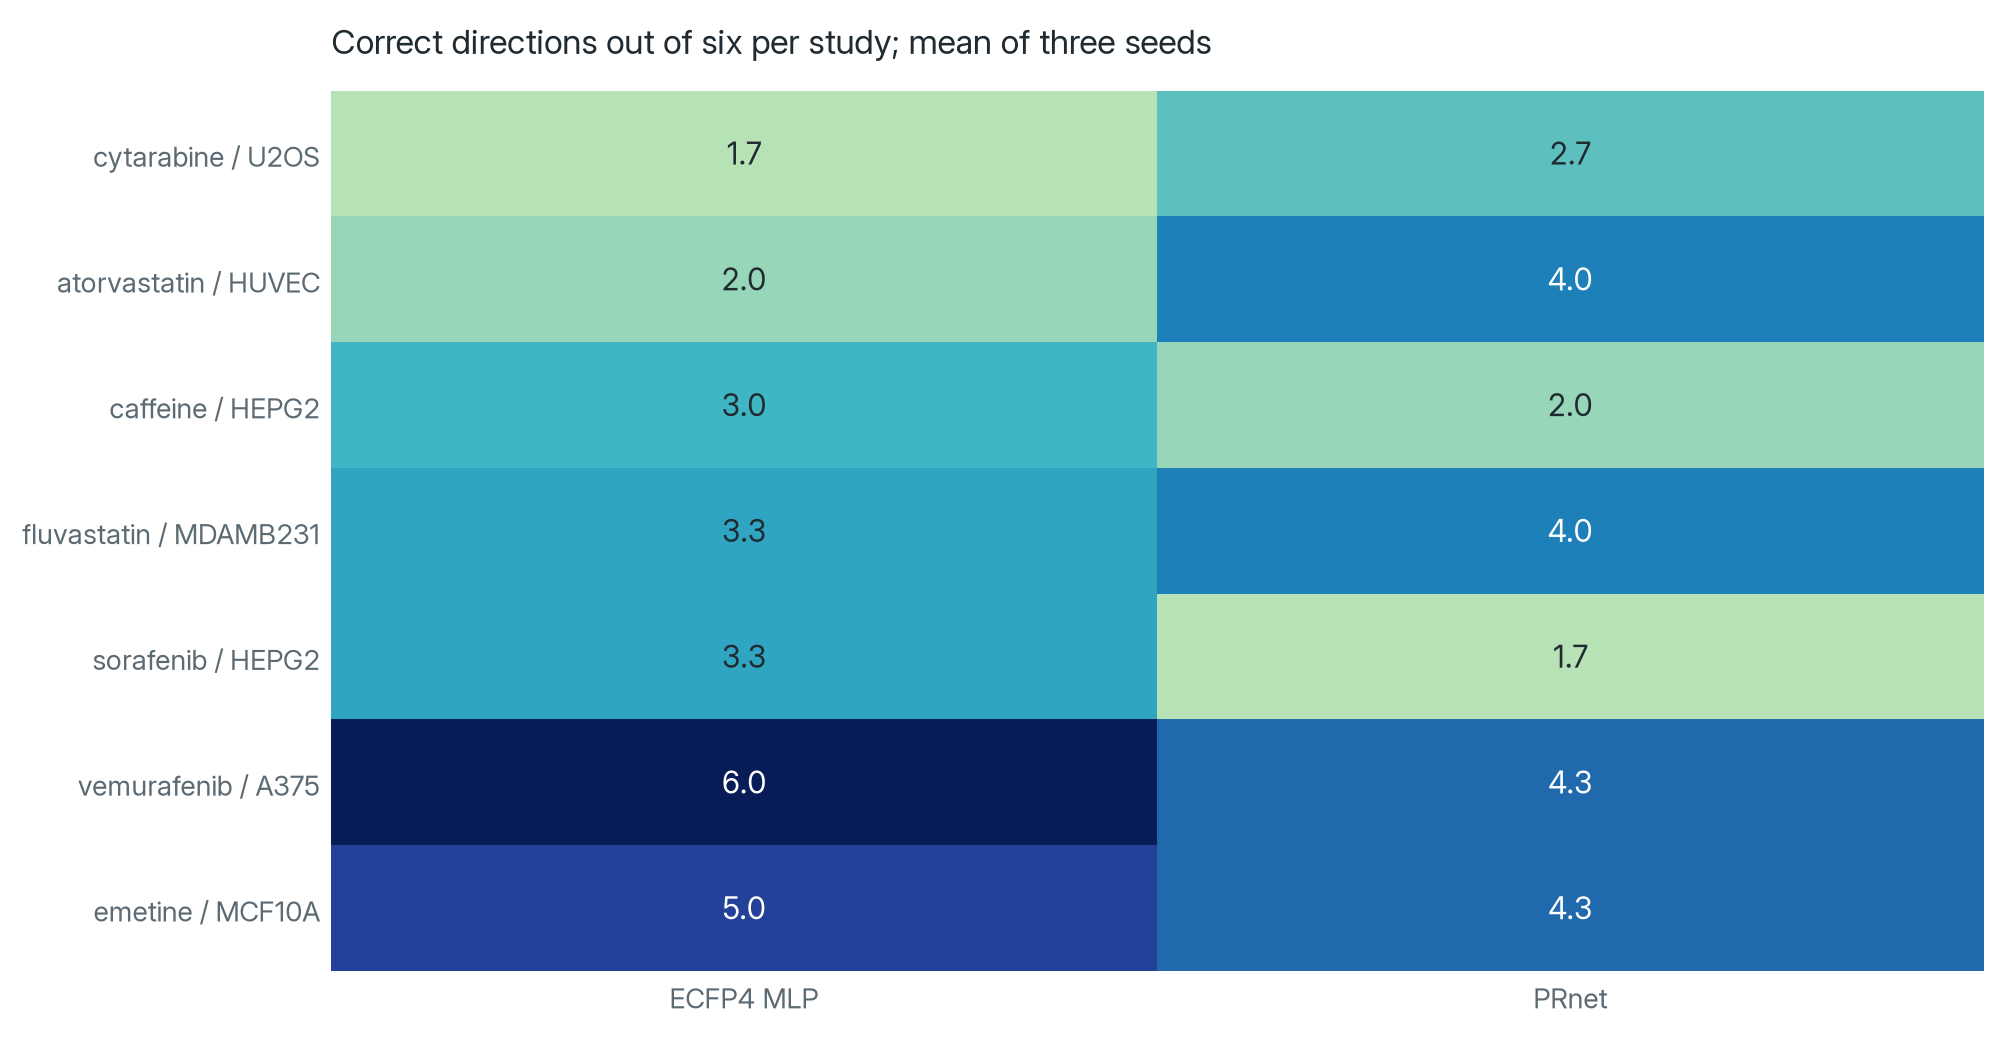 Correct directions out of six per study; mean of three seeds
cytarabine / U2OS 1.7 2.7
atorvastatin / HUVEC 2.0 4.0
caffeine / HEPG2 3.0 2.0
fluvastatin / MDAMB231 3.3 4.0
sorafenib / HEPG2 3.3 1.7
vemurafenib / A375 6.0 4.3
emetine / MCF10A 5.0 4.3
ECFP4 MLP PRnet